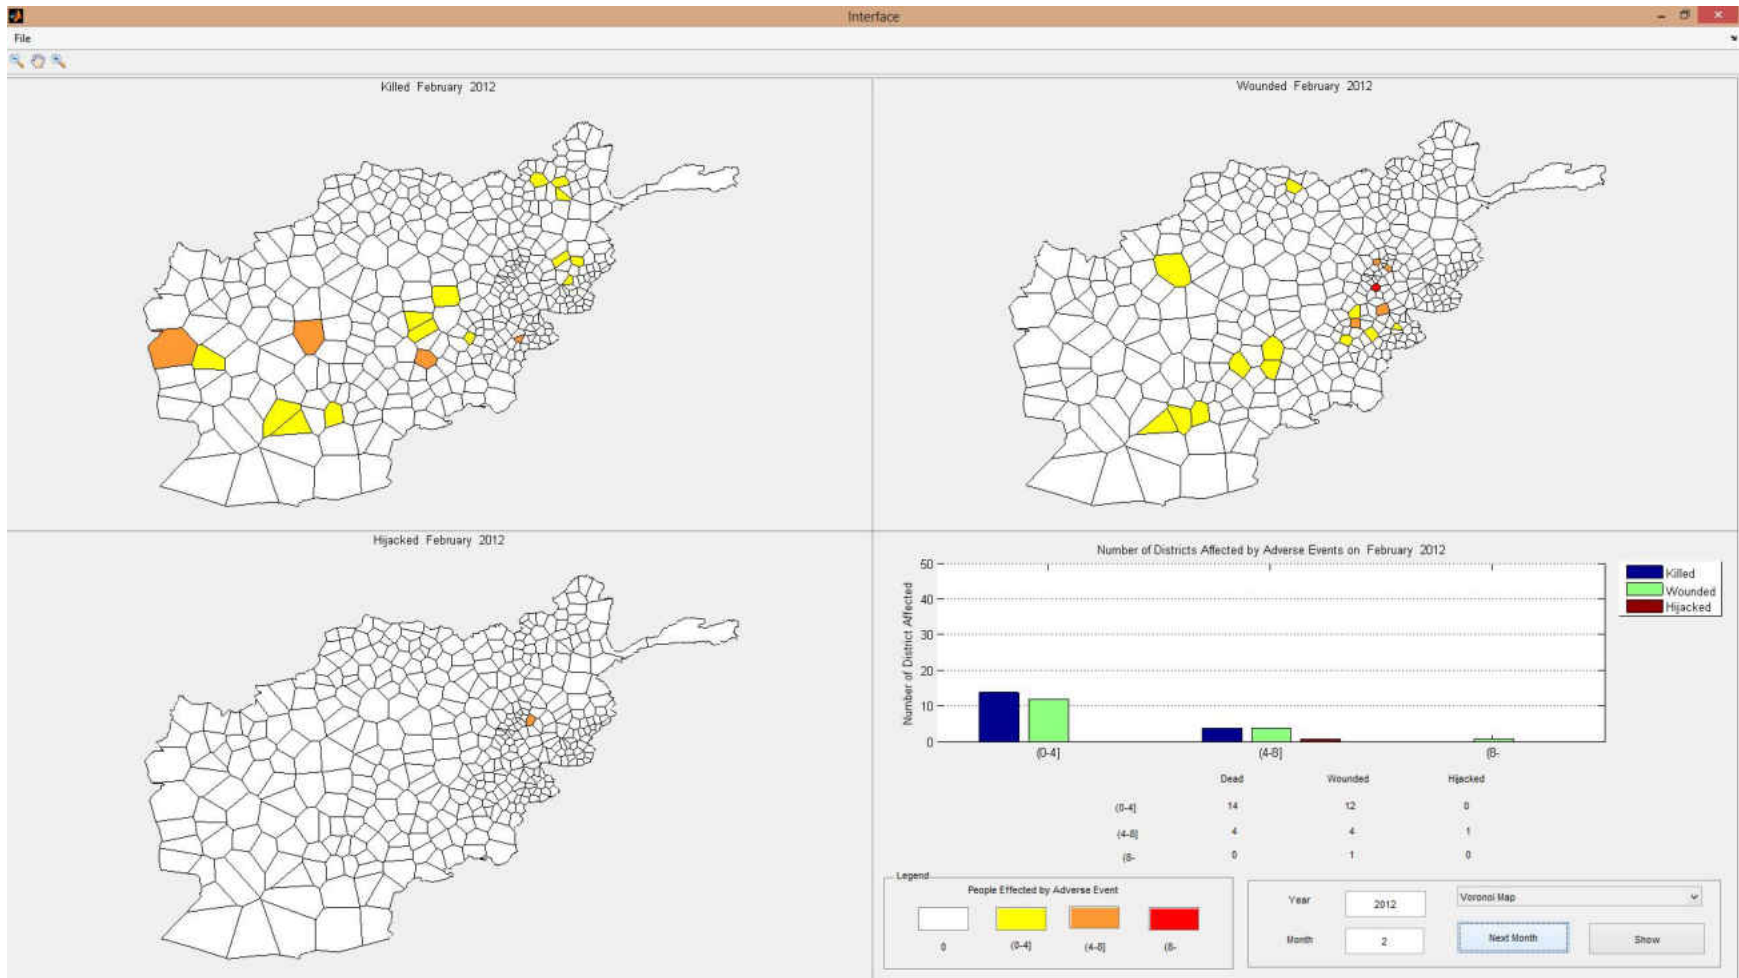 Interface
File
Killed February 2012
Wounded February 2012
Hijacked February 2012
Number of Districts Affected by Adverse Events on February 2012
Number of District Affected
50
40
30
20
10
0
(0-4]
(4-8]
(8-
Killed
Wounded
Hijacked
Dead Wounded Hijacked
(0-4] 14 12 0
(4-8] 4 4 1
(8- 0 1 0
Legend
People Effected by Adverse Event
0 (0-4] (4-8] (8-
Year 2012 Voronoi Map
Month 2 Next Month Show